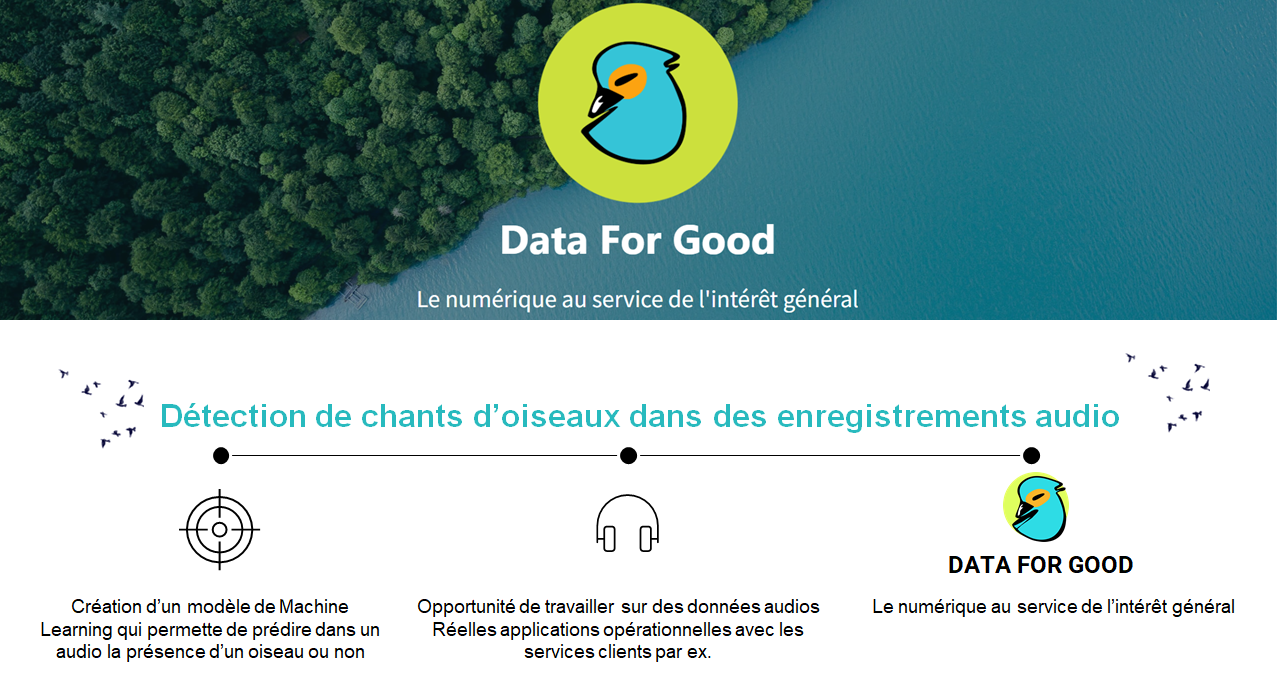 Data For Good
Le numérique au service de l'intérêt général
Détection de chants d’oiseaux dans des enregistrements audio
DATA FOR GOOD
Création d’un modèle de Machine
Learning qui permette de prédire dans un
audio la présence d’un oiseau ou non
Opportunité de travailler sur des données audios
Réelles applications opérationnelles avec les
services clients par ex.
Le numérique au service de l’intérêt général